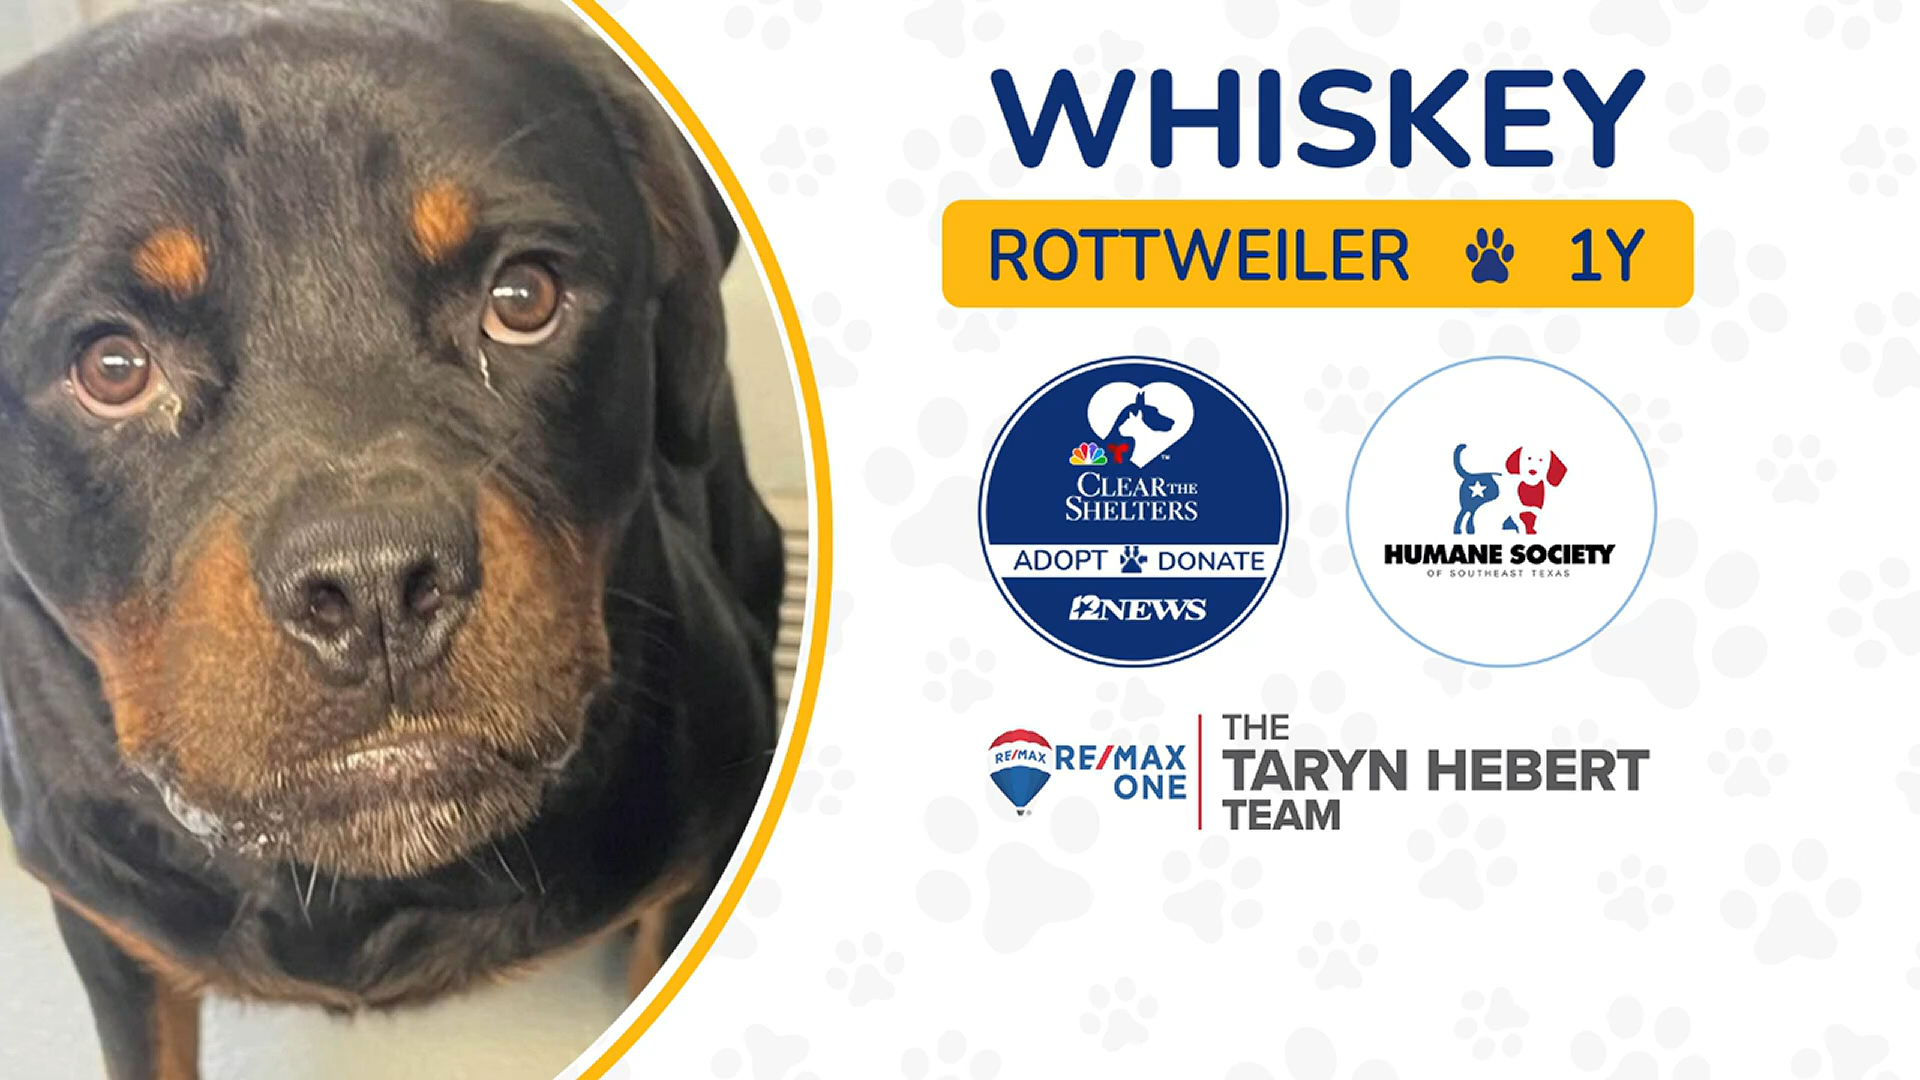 WHISKEY
ROTTWEILER 1Y
CLEAR THE
SHELTERS
™
ADOPT DONATE
12NEWS
HUMANE SOCIETY
OF SOUTHEAST TEXAS
RE/MAX
RE/MAX
ONE
THE
TARYN HEBERT
TEAM